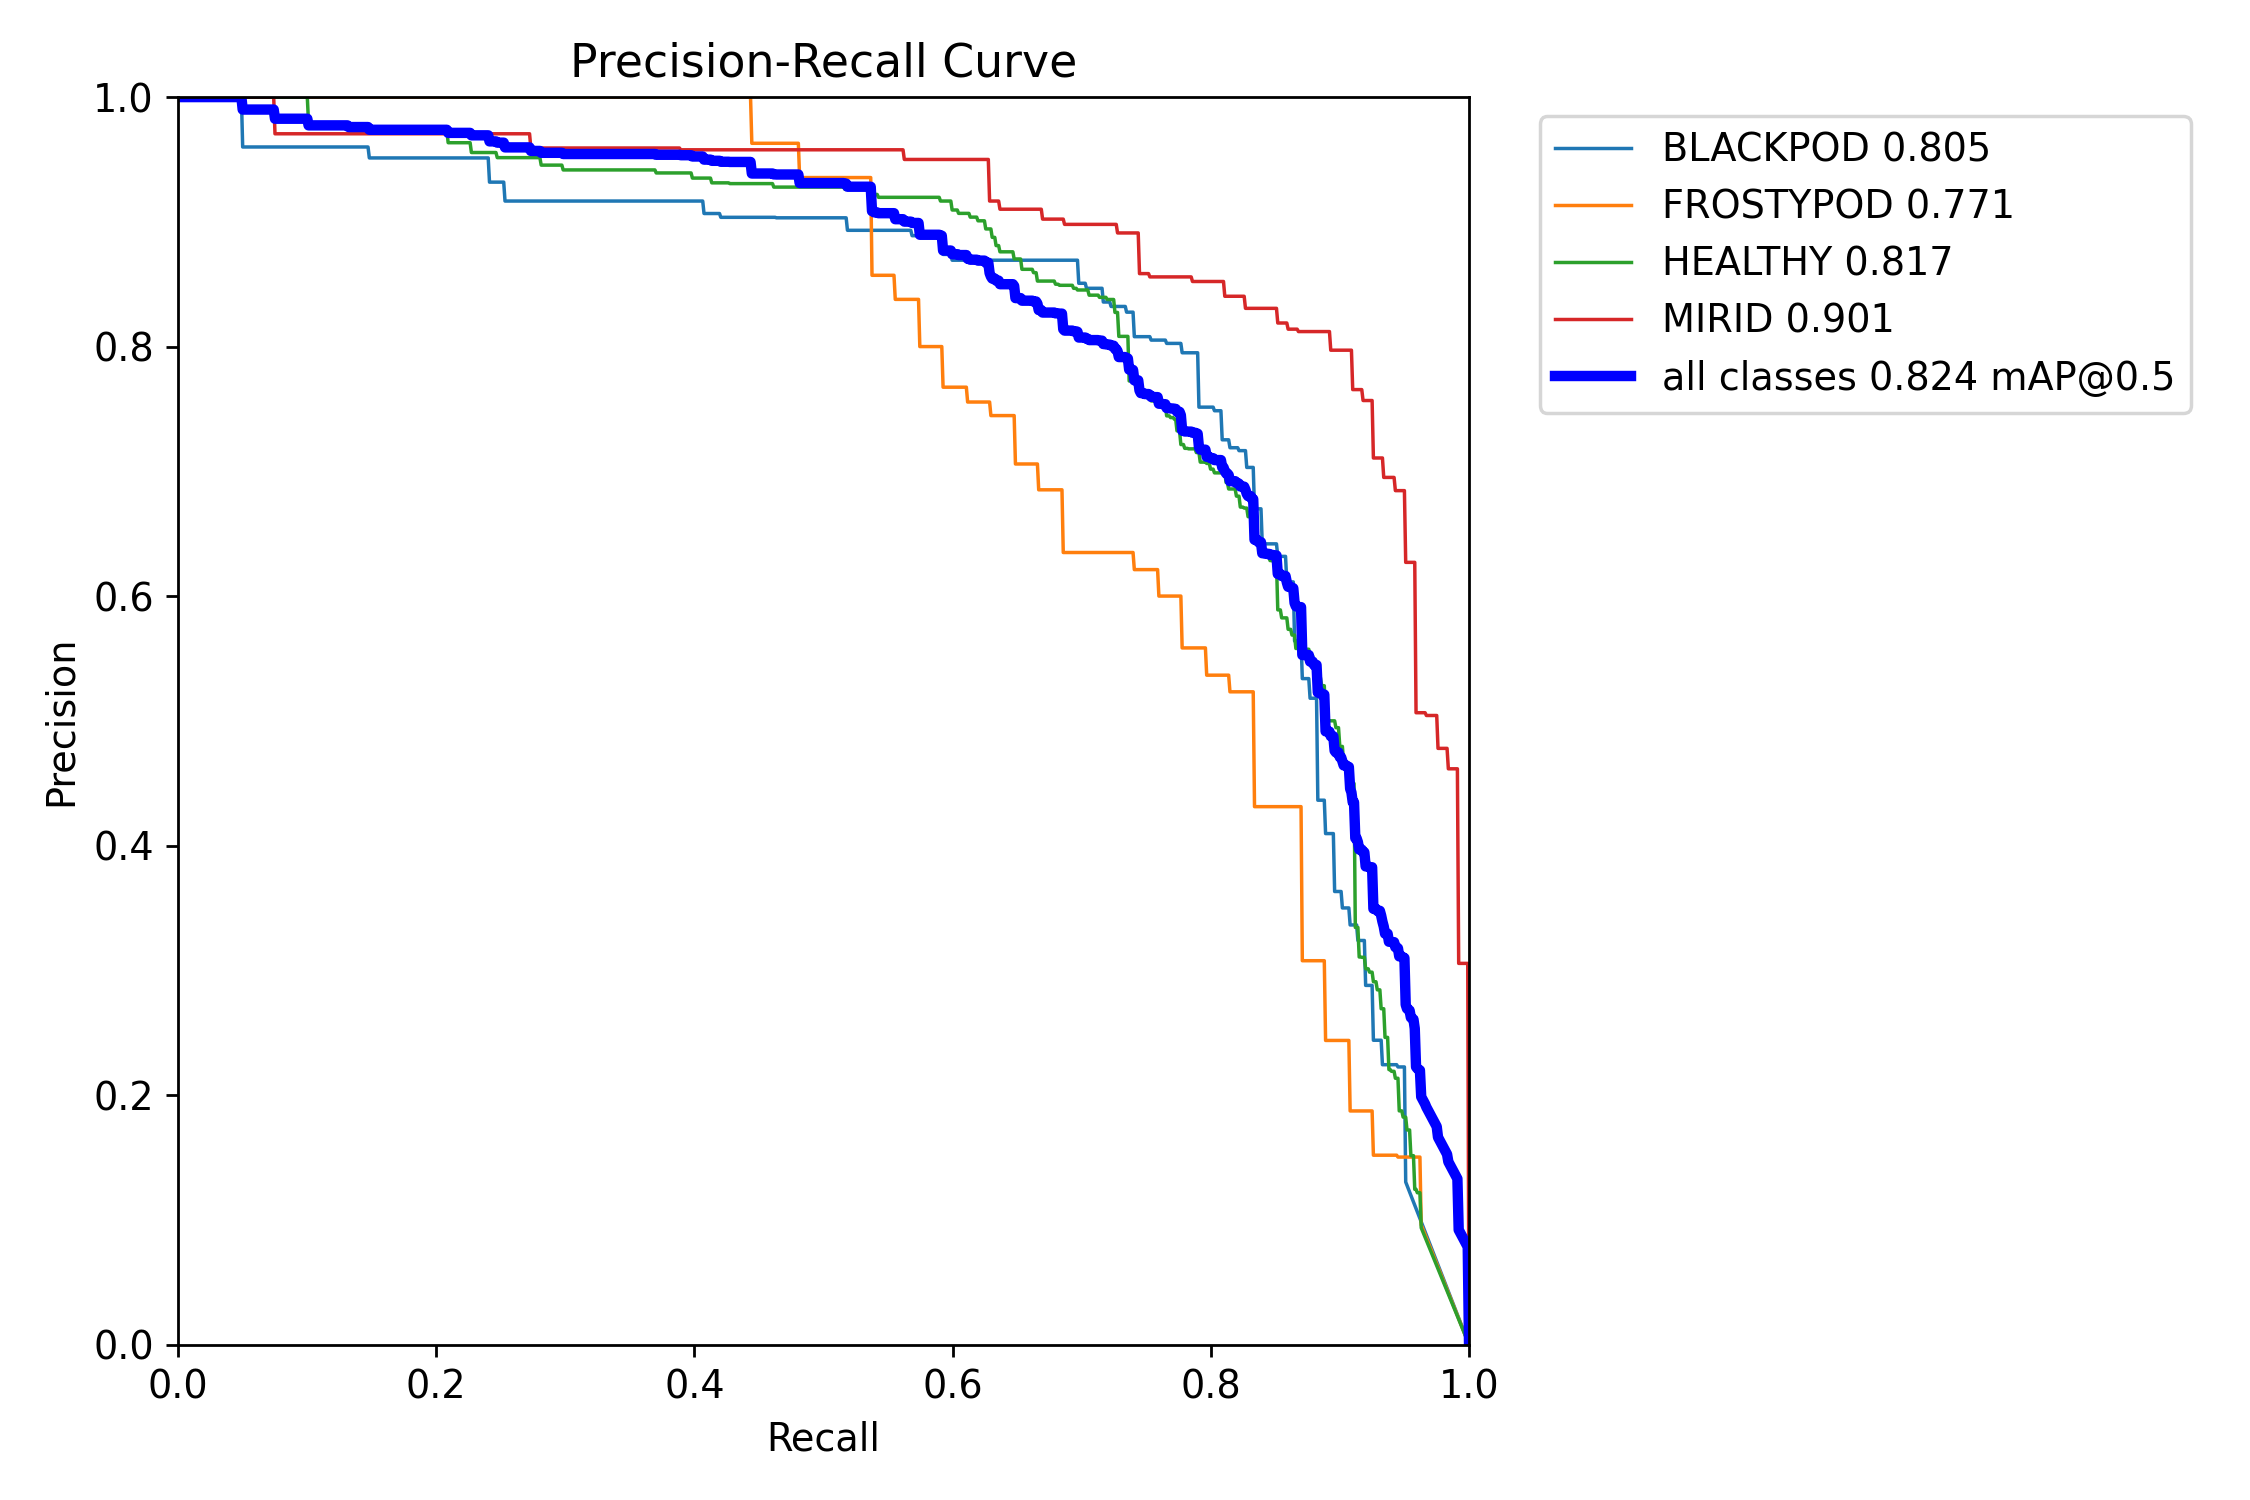 Precision-Recall Curve
1.0
0.8
0.6
0.4
0.2
0.0
Precision
0.0 0.2 0.4 0.6 0.8 1.0
Recall
BLACKPOD 0.805
FROSTYPOD 0.771
HEALTHY 0.817
MIRID 0.901
all classes 0.824 mAP@0.5